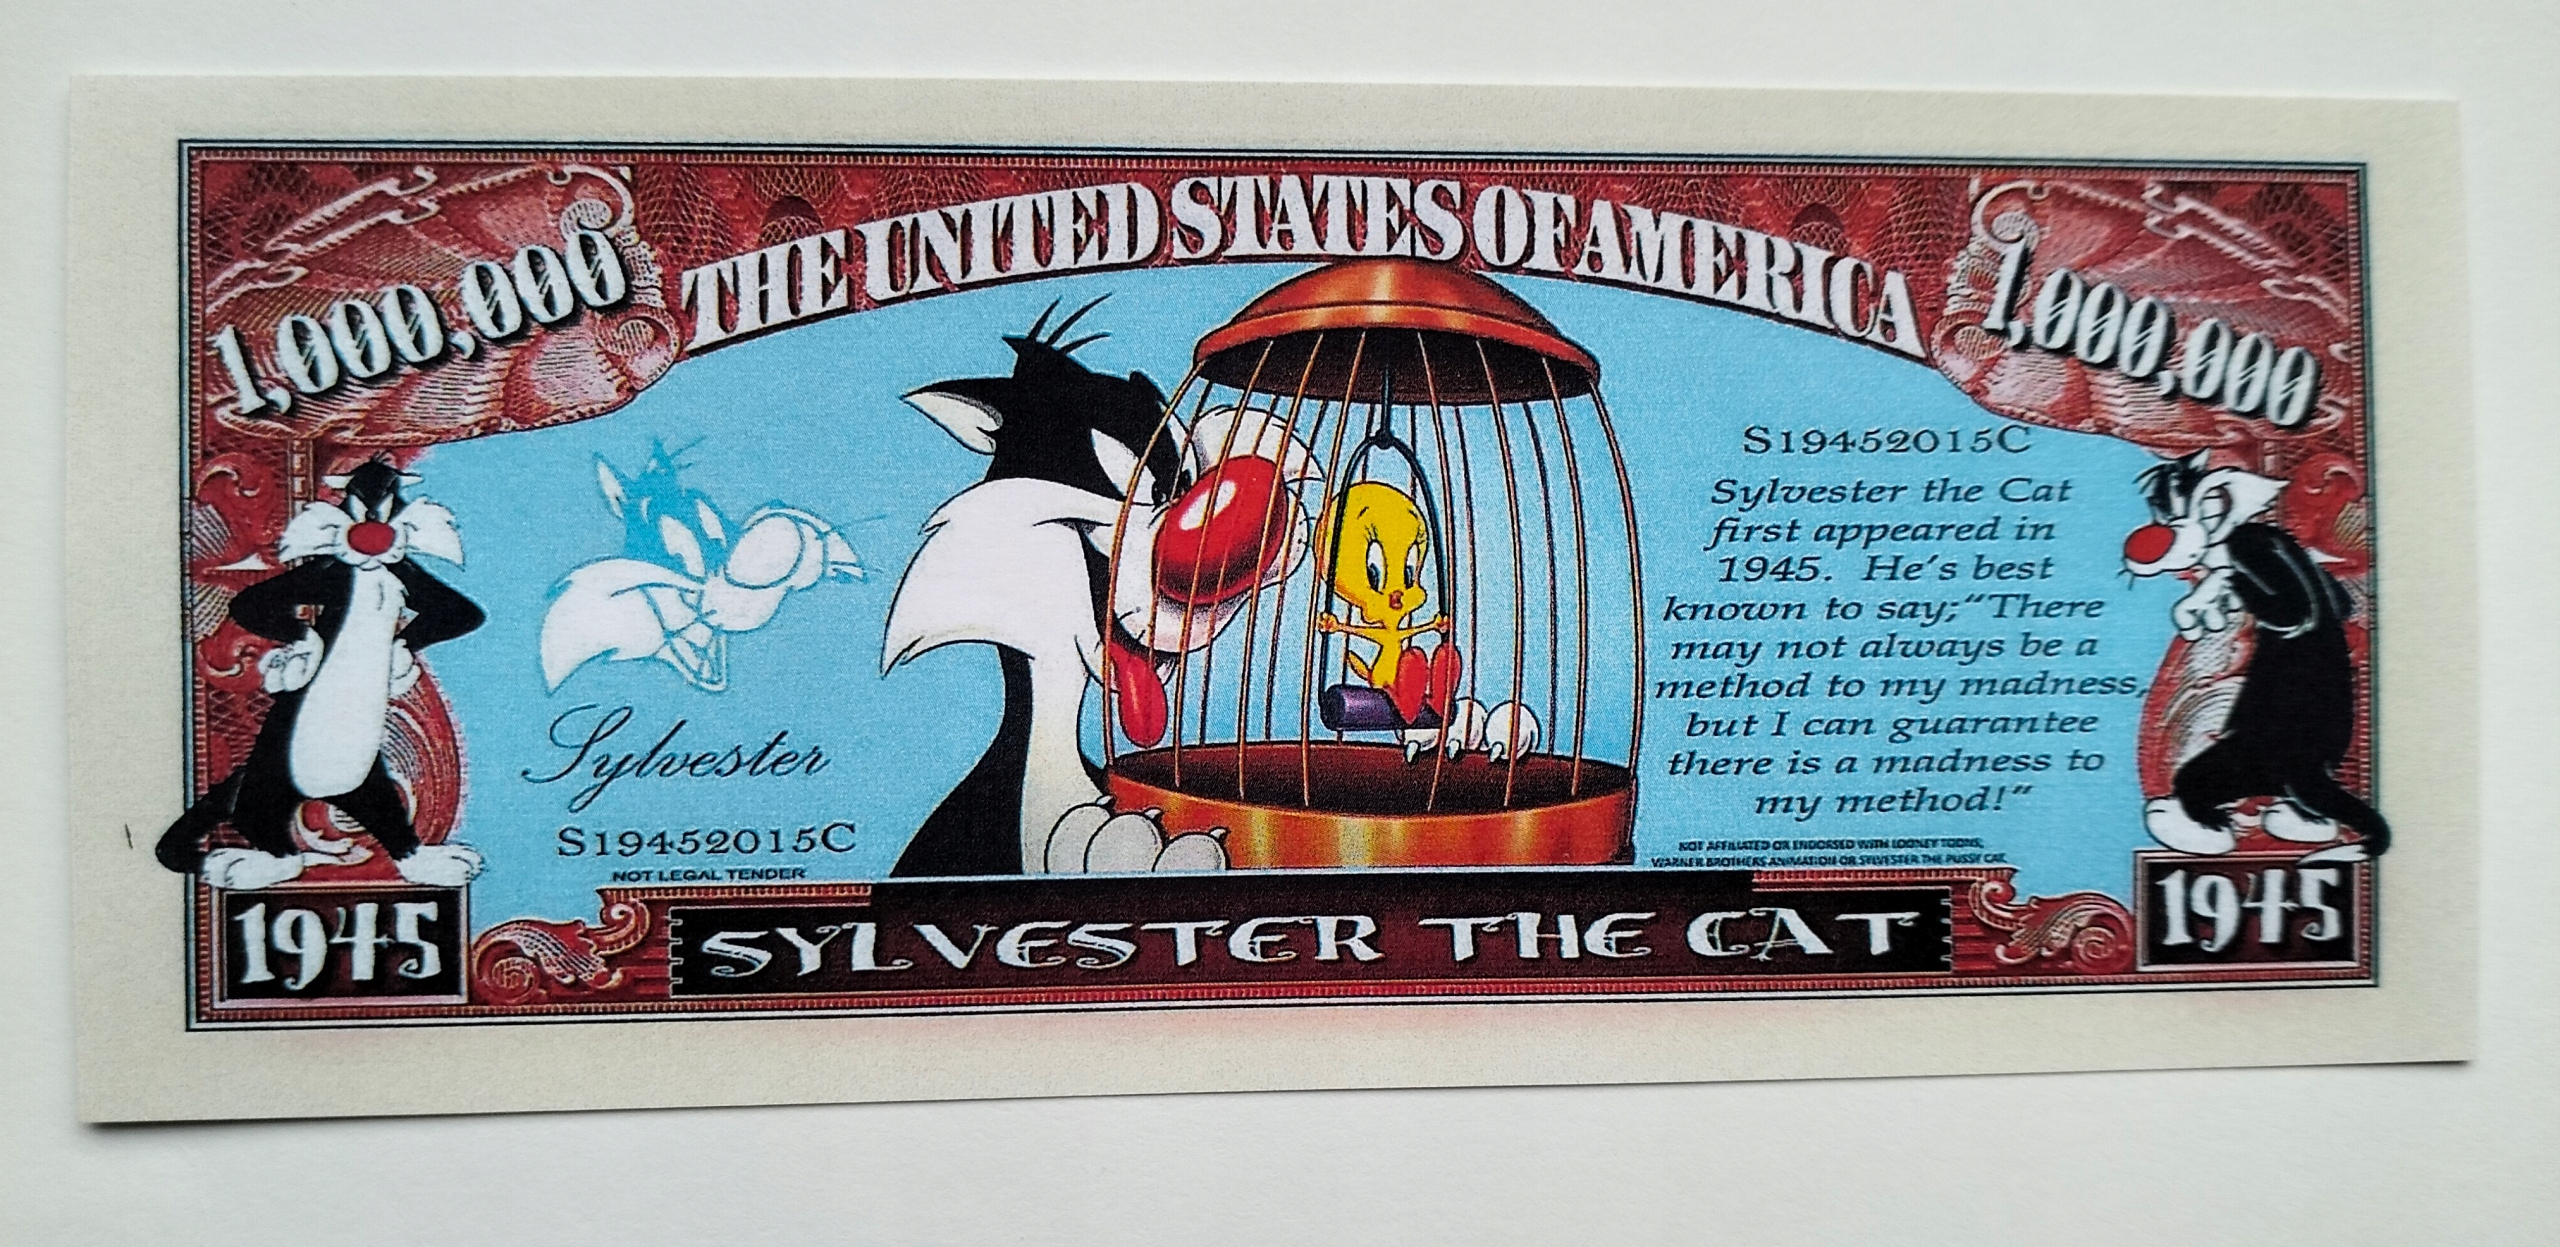 THE UNITED STATES OF AMERICA
1,000,000
1,000,000
S19452015C
Sylvester the Cat
first appeared in
1945. He's best
known to say;"There
may not always be a
method to my madness,
but I can guarantee
there is a madness to
my method!"
NOT AFFILIATED OR ENDORSED WITH LOONEY TOONS,
WARNER BROTHERS ANIMATION OR SYLVESTER THE PUSSY CAT.
Sylvester
S19452015C
NOT LEGAL TENDER
1945
SYLVESTER THE CAT
1945